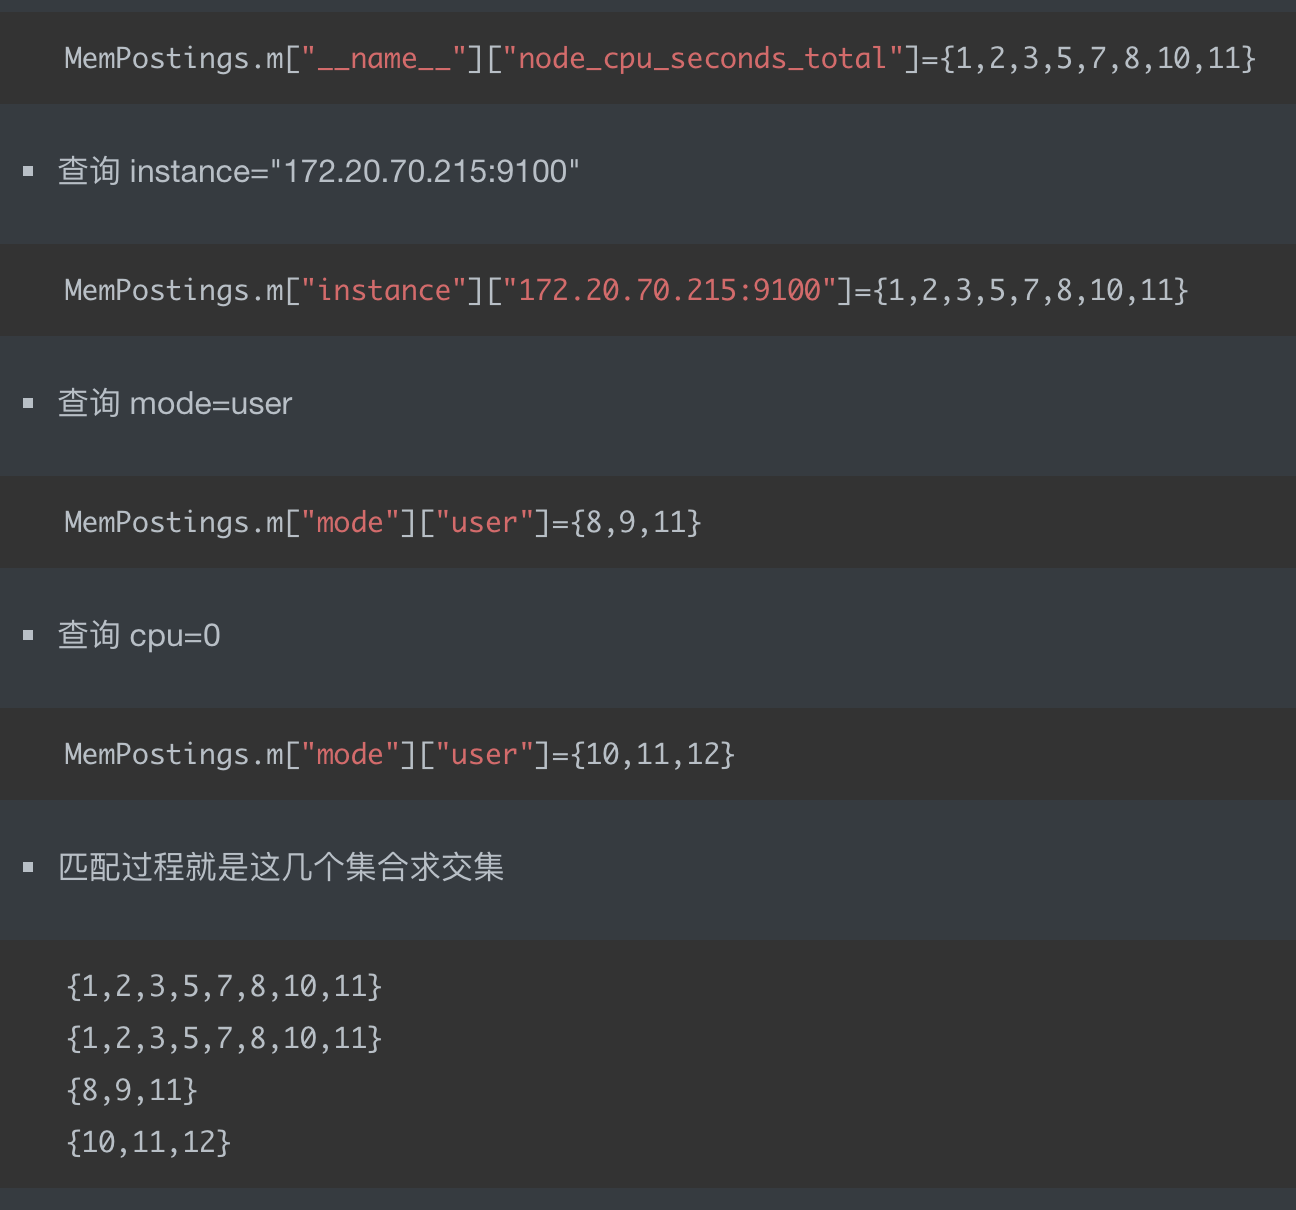 MemPostings.m["__name__"]["node_cpu_seconds_total"]={1,2,3,5,7,8,10,11}
▪ 查询 instance="172.20.70.215:9100"
MemPostings.m["instance"]["172.20.70.215:9100"]={1,2,3,5,7,8,10,11}
▪ 查询 mode=user
MemPostings.m["mode"]["user"]={8,9,11}
▪ 查询 cpu=0
MemPostings.m["mode"]["user"]={10,11,12}
▪ 匹配过程就是这几个集合求交集
{1,2,3,5,7,8,10,11}
{1,2,3,5,7,8,10,11}
{8,9,11}
{10,11,12}